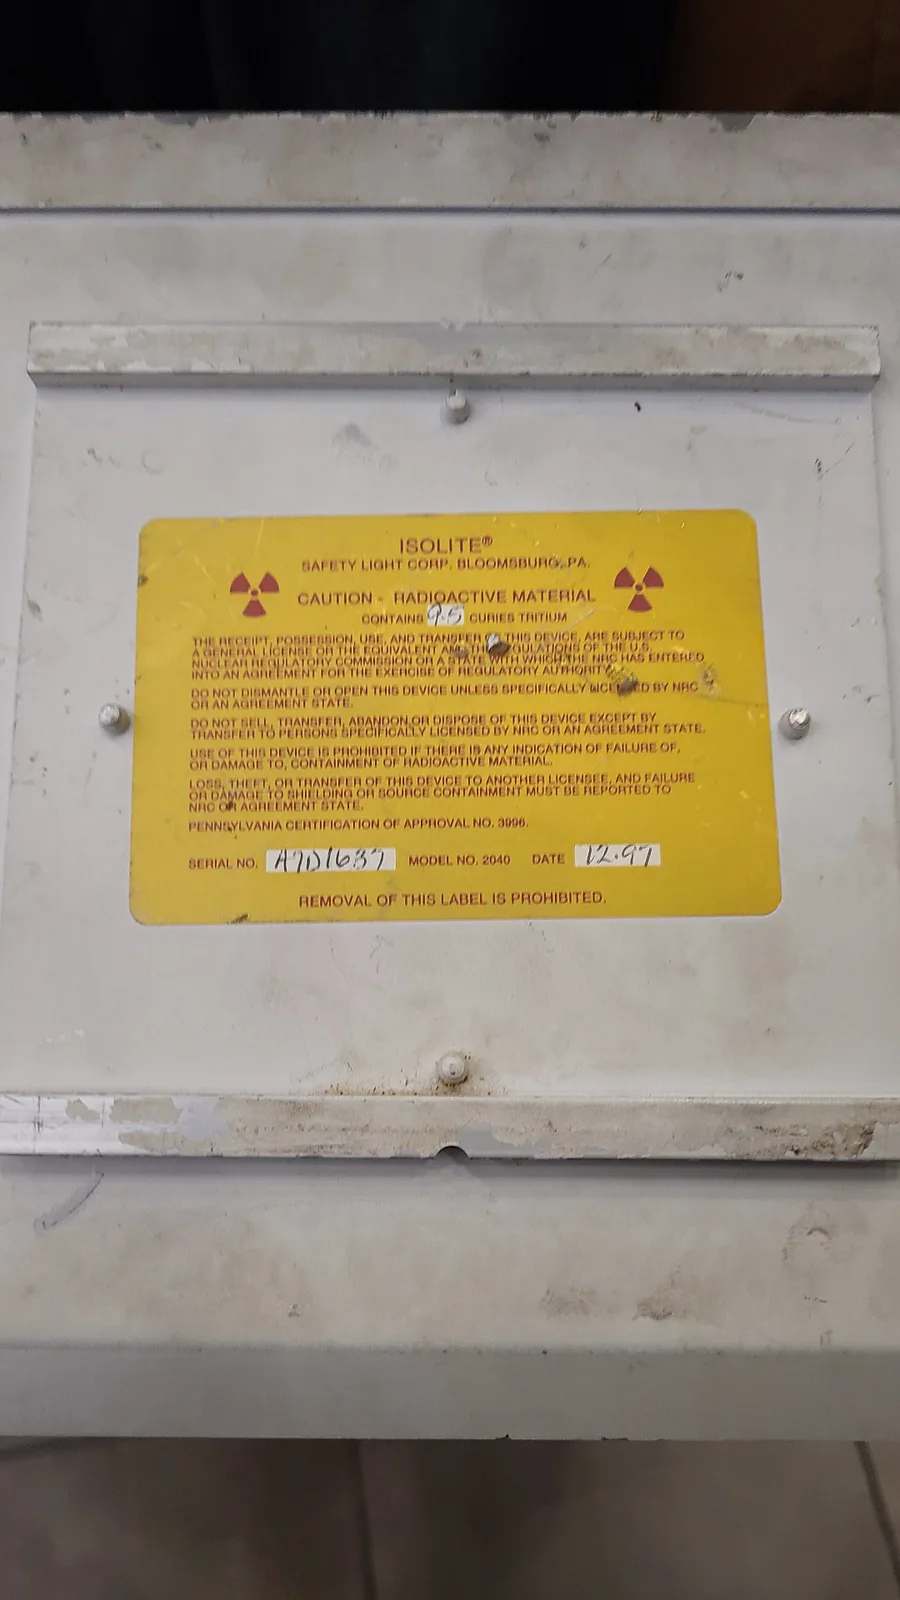 ISOLITE®
SAFETY LIGHT CORP. BLOOMSBURG, PA.
CAUTION - RADIOACTIVE MATERIAL
CONTAINS 9.5 CURIES TRITIUM
THE RECEIPT, POSSESSION, USE, AND TRANSFER OF THIS DEVICE, ARE SUBJECT TO
A GENERAL LICENSE OR THE EQUIVALENT AND THE REGULATIONS OF THE U.S.
NUCLEAR REGULATORY COMMISSION OR A STATE WITH WHICH THE NRC HAS ENTERED
INTO AN AGREEMENT FOR THE EXERCISE OF REGULATORY AUTHORITY.
DO NOT DISMANTLE OR OPEN THIS DEVICE UNLESS SPECIFICALLY LICENSED BY NRC
OR AN AGREEMENT STATE.
DO NOT SELL, TRANSFER, ABANDON OR DISPOSE OF THIS DEVICE EXCEPT BY
TRANSFER TO PERSONS SPECIFICALLY LICENSED BY NRC OR AN AGREEMENT STATE.
USE OF THIS DEVICE IS PROHIBITED IF THERE IS ANY INDICATION OF FAILURE OF,
OR DAMAGE TO, CONTAINMENT OF RADIOACTIVE MATERIAL.
LOSS, THEFT, OR TRANSFER OF THIS DEVICE TO ANOTHER LICENSEE, AND FAILURE
OR DAMAGE TO SHIELDING OR SOURCE CONTAINMENT MUST BE REPORTED TO
NRC OR AGREEMENT STATE.
PENNSYLVANIA CERTIFICATION OF APPROVAL NO. 3996.
SERIAL NO. A7D1637 MODEL NO. 2040 DATE 12.97
REMOVAL OF THIS LABEL IS PROHIBITED.